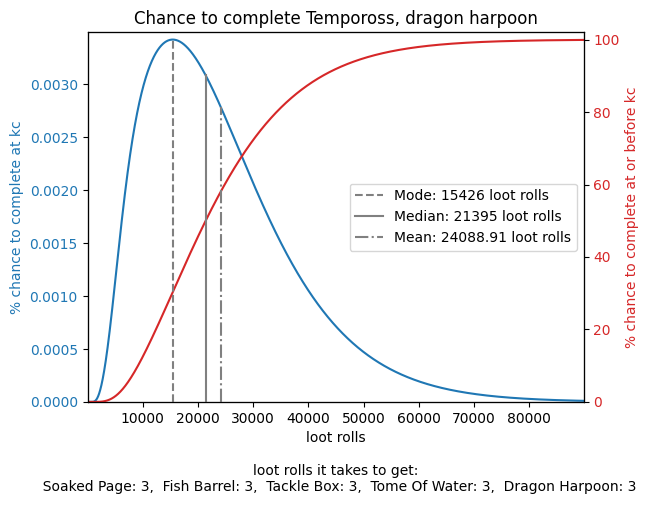 Chance to complete Tempoross, dragon harpoon
% chance to complete at kc
0.0030
0.0025
0.0020
0.0015
0.0010
0.0005
0.0000
100
80
60
40
20
0
% chance to complete at or before kc
Mode: 15426 loot rolls
Median: 21395 loot rolls
Mean: 24088.91 loot rolls
10000 20000 30000 40000 50000 60000 70000 80000
loot rolls
loot rolls it takes to get:
Soaked Page: 3, Fish Barrel: 3, Tackle Box: 3, Tome Of Water: 3, Dragon Harpoon: 3